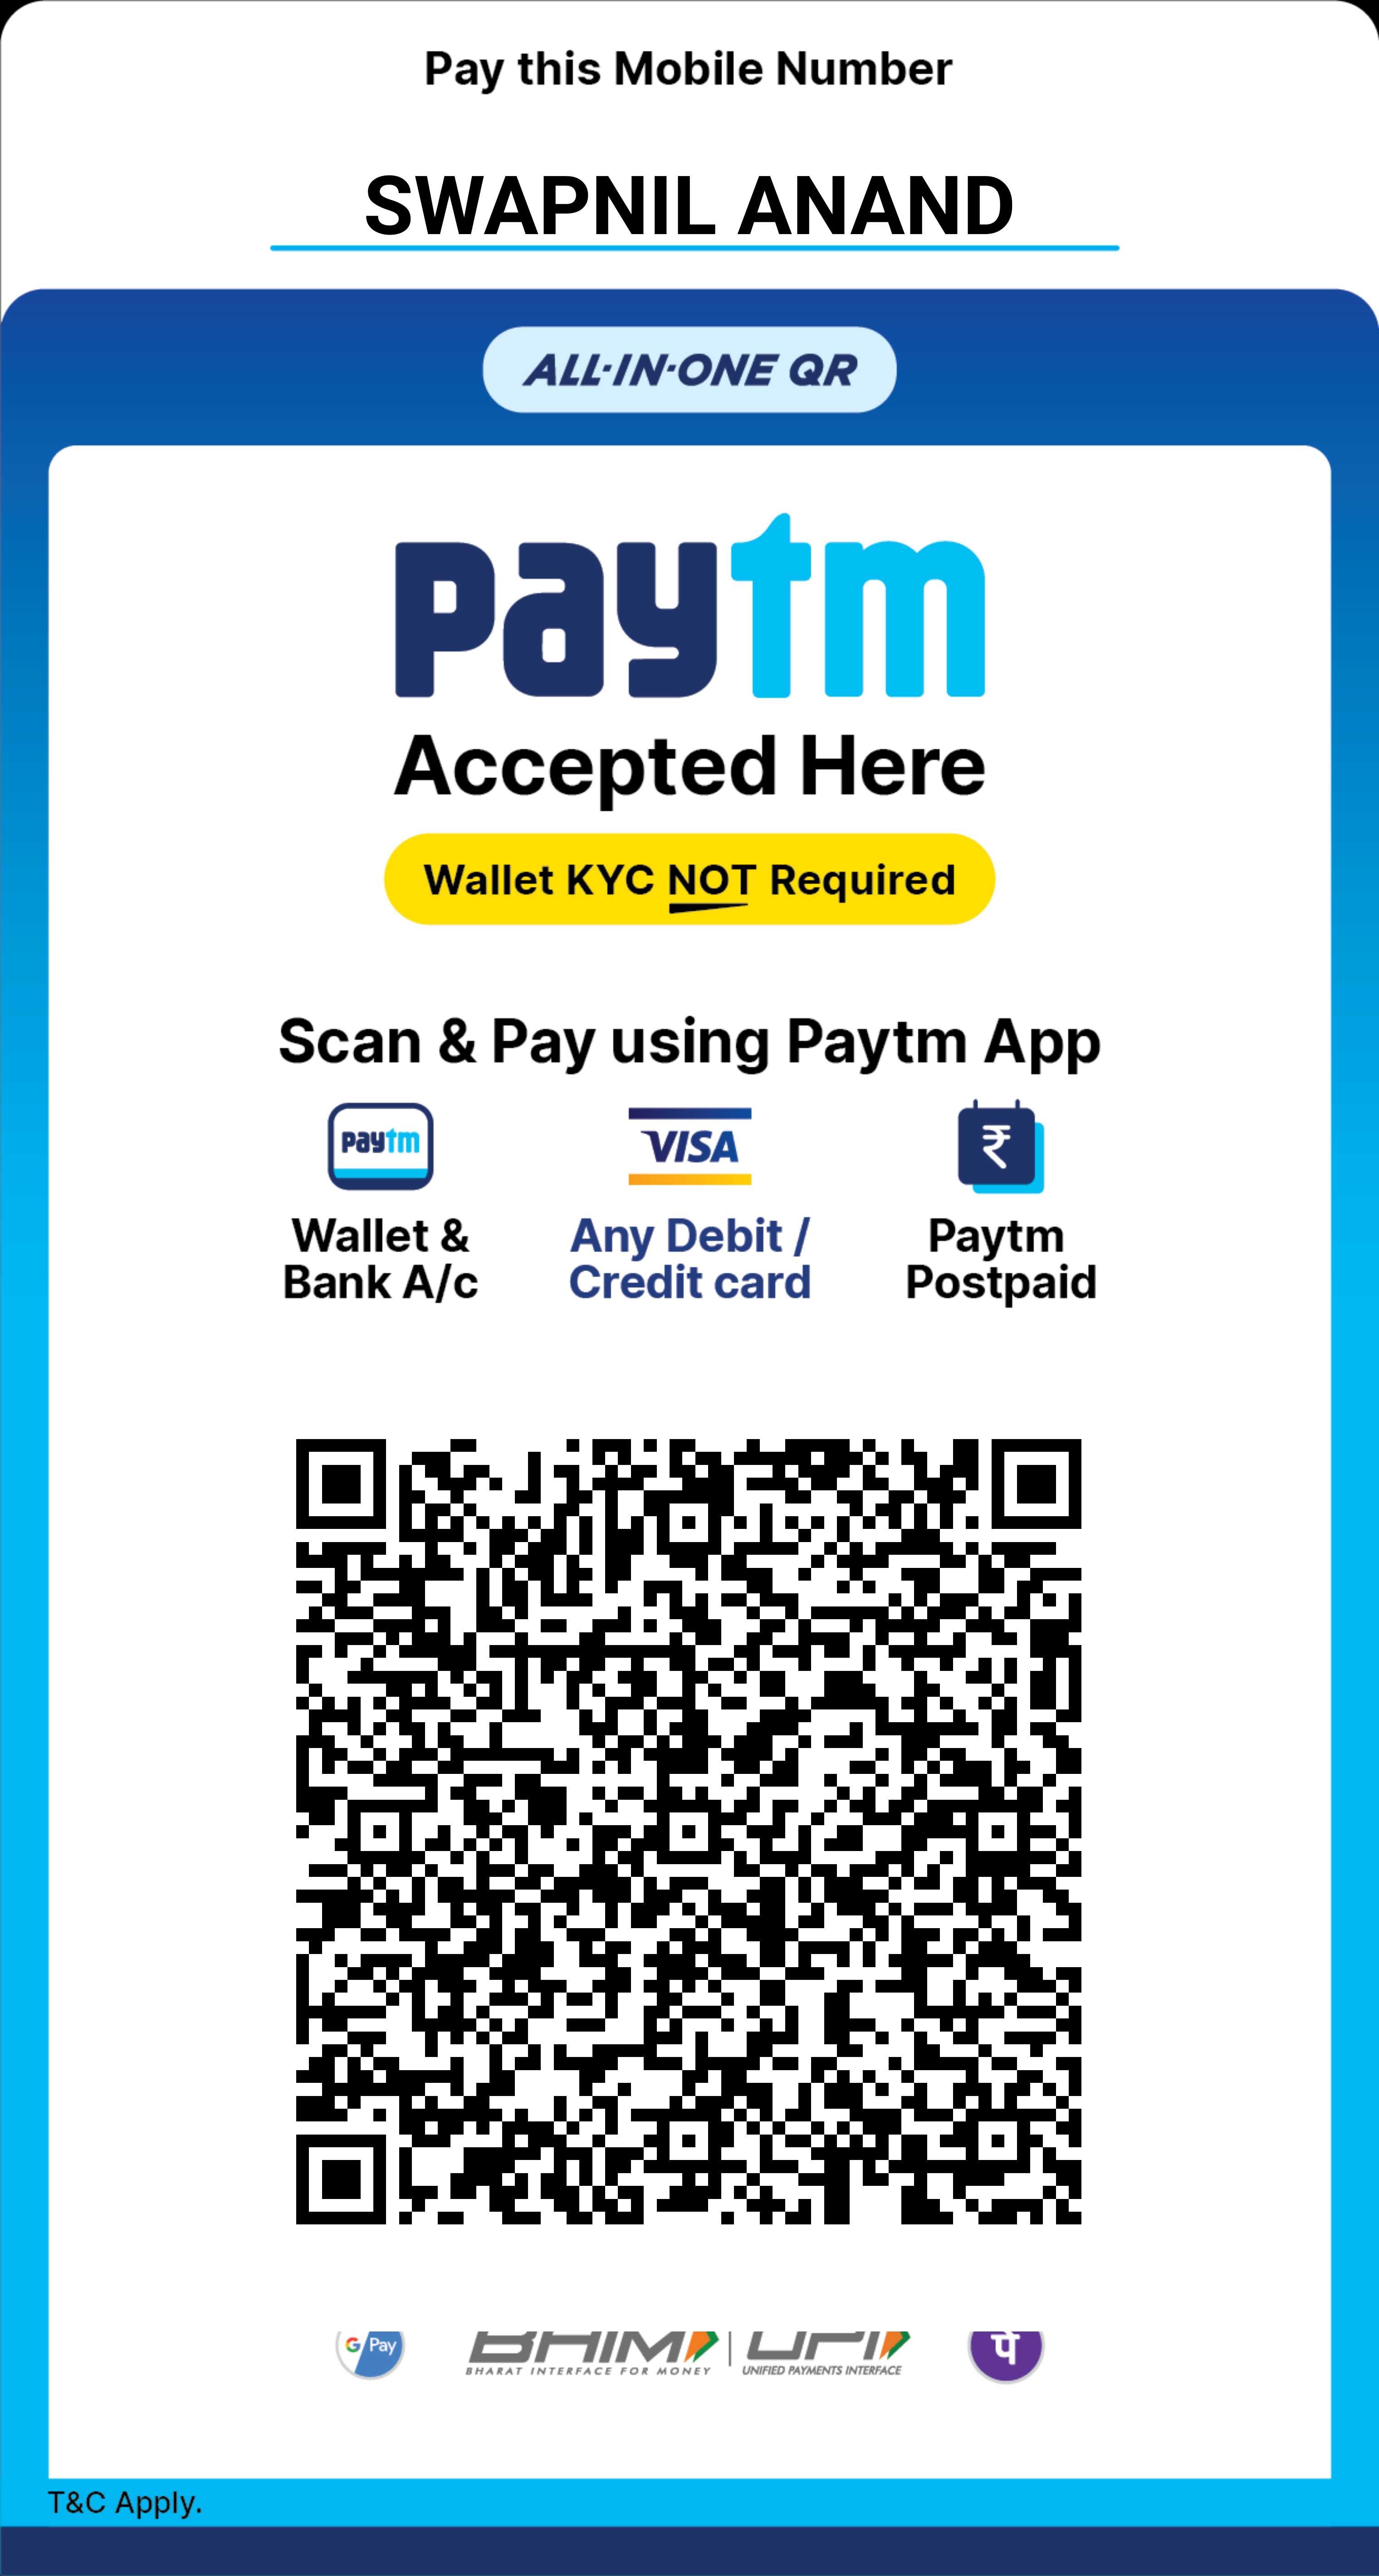 Pay this Mobile Number
SWAPNIL ANAND
ALL·IN·ONE QR
paytm
Accepted Here
Wallet KYC NOT Required
Scan & Pay using Paytm App
paytm VISA ₹
Wallet & Any Debit / Paytm
Bank A/c Credit card Postpaid
G Pay BHIM UPI पे
BHARAT INTERFACE FOR MONEY UNIFIED PAYMENTS INTERFACE
T&C Apply.